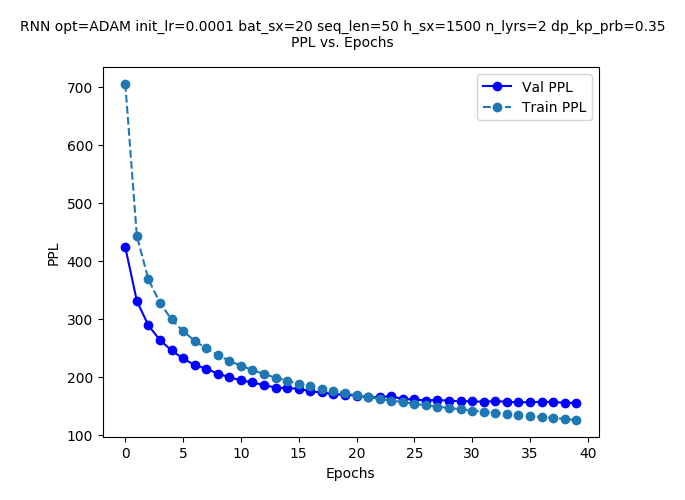 RNN opt=ADAM init_lr=0.0001 bat_sx=20 seq_len=50 h_sx=1500 n_lyrs=2 dp_kp_prb=0.35
PPL vs. Epochs
Val PPL
Train PPL
PPL
700
600
500
400
300
200
100
0 5 10 15 20 25 30 35 40
Epochs